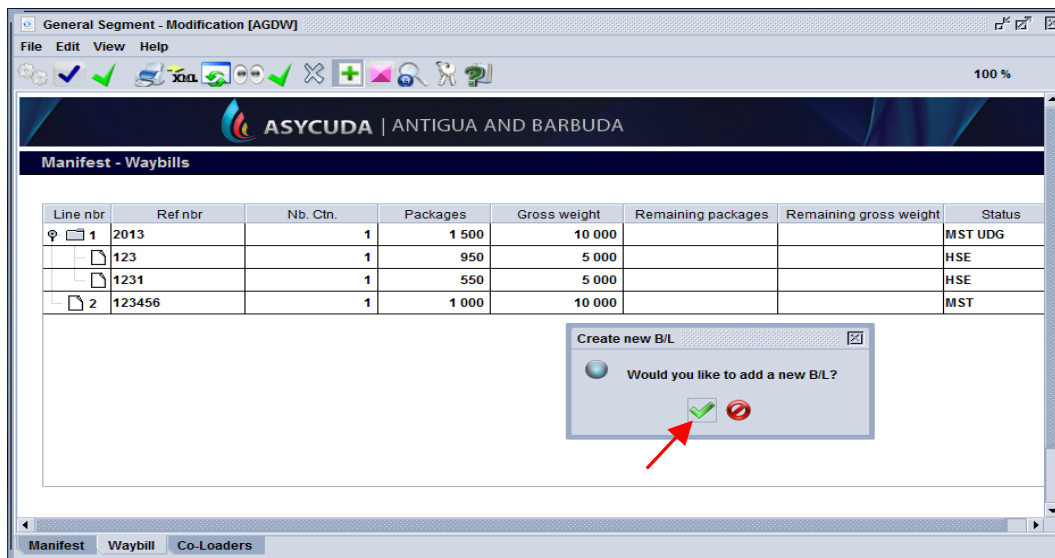 General Segment - Modification [AGDW]
File Edit View Help
xml
100 %
ASYCUDA | ANTIGUA AND BARBUDA
Manifest - Waybills
Line nbr Ref nbr Nb. Ctn. Packages Gross weight Remaining packages Remaining gross weight Status
1 2013 1 1 500 10 000 MST UDG
123 1 950 5 000 HSE
1231 1 550 5 000 HSE
2 123456 1 1 000 10 000 MST
Create new B/L
Would you like to add a new B/L?
Manifest Waybill Co-Loaders